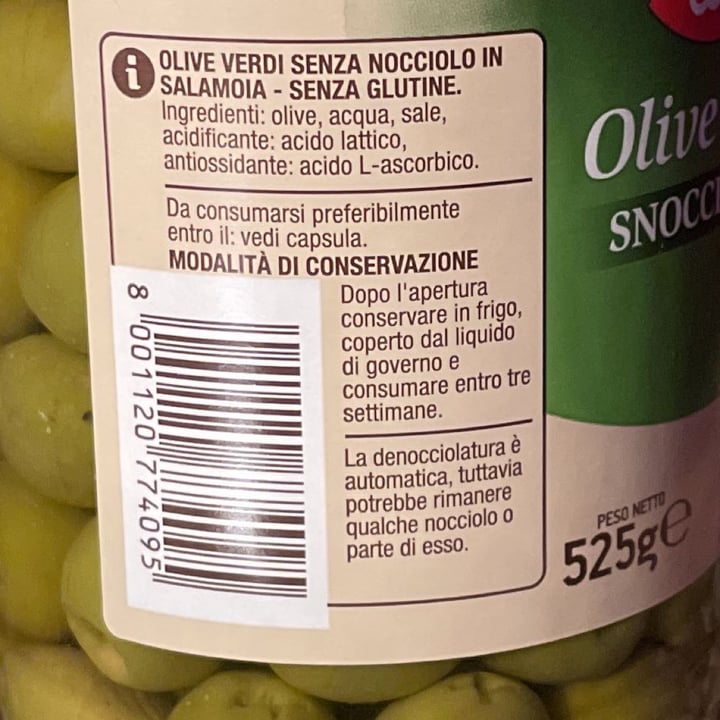 i
OLIVE VERDI SENZA NOCCIOLO IN
SALAMOIA - SENZA GLUTINE.
Ingredienti: olive, acqua, sale,
acidificante: acido lattico,
antiossidante: acido L-ascorbico.
Da consumarsi preferibilmente
entro il: vedi capsula.
MODALITÀ DI CONSERVAZIONE
Dopo l'apertura
conservare in frigo,
coperto dal liquido
di governo e
consumare entro tre
settimane.
La denocciolatura è
automatica, tuttavia
potrebbe rimanere
qualche nocciolo o
parte di esso.
8 001120 774095
Olive
SNOCC
PESO NETTO
525g e